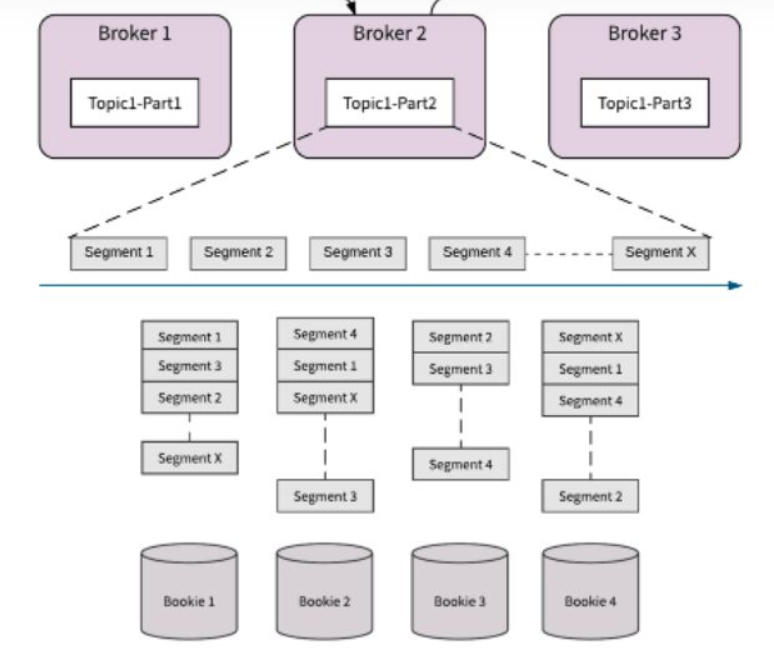 Broker 1
Broker 2
Broker 3
Topic1-Part1
Topic1-Part2
Topic1-Part3
Segment 1
Segment 2
Segment 3
Segment 4
Segment X
Segment 1
Segment 3
Segment 2
Segment X
Segment 4
Segment 1
Segment X
Segment 3
Segment 2
Segment 3
Segment 4
Segment X
Segment 1
Segment 4
Segment 2
Bookie 1
Bookie 2
Bookie 3
Bookie 4